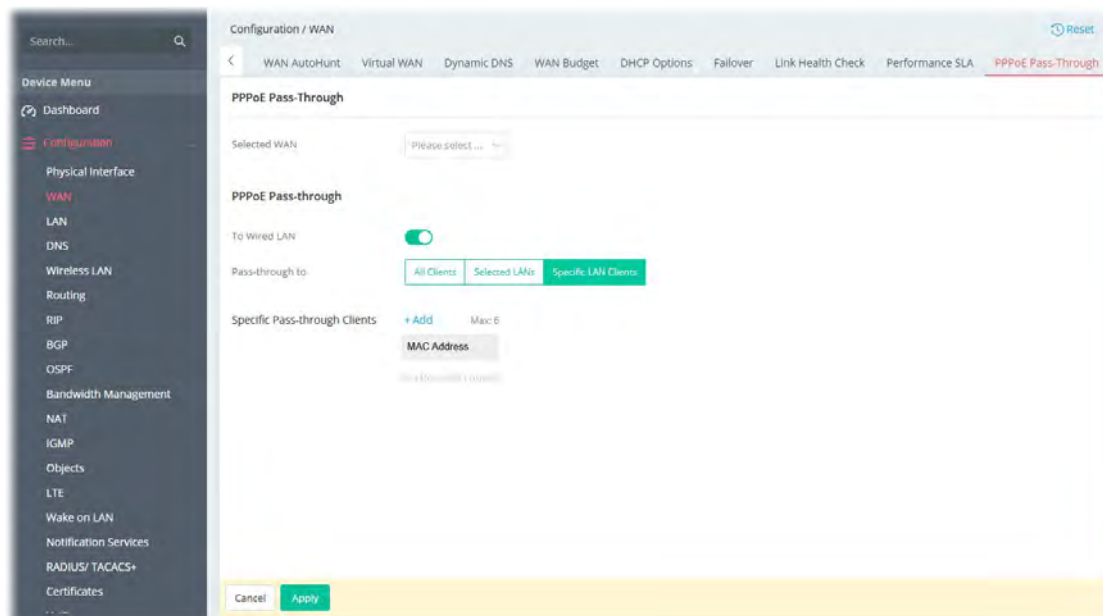 Search...
Device Menu
Dashboard
Configuration
Physical Interface
WAN
LAN
DNS
Wireless LAN
Routing
RIP
BGP
OSPF
Bandwidth Management
NAT
IGMP
Objects
LTE
Wake on LAN
Notification Services
RADIUS/ TACACS+
Certificates
Configuration / WAN
Reset
WAN AutoHunt Virtual WAN Dynamic DNS WAN Budget DHCP Options Failover Link Health Check Performance SLA PPPoE Pass-Through
PPPoE Pass-Through
Selected WAN Please select ...
PPPoE Pass-through
To Wired LAN
Pass-through to All Clients Selected LANs Specific LAN Clients
Specific Pass-through Clients + Add Max: 6
MAC Address
Cancel Apply